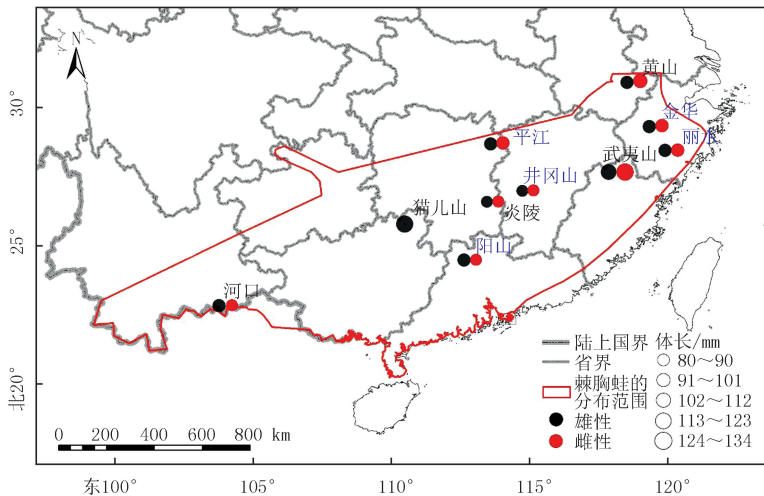 N
黄山
30°
金华
平江
丽水
武夷山
井冈山
猫儿山
炎陵
25°
阳山
河口
陆上国界
省界
棘胸蛙的
分布范围
雄性
雌性
体长/mm
80～90
91～101
102～112
113～123
124～134
北20°
0 200 400 800 km
东100°
105°
110°
115°
120°